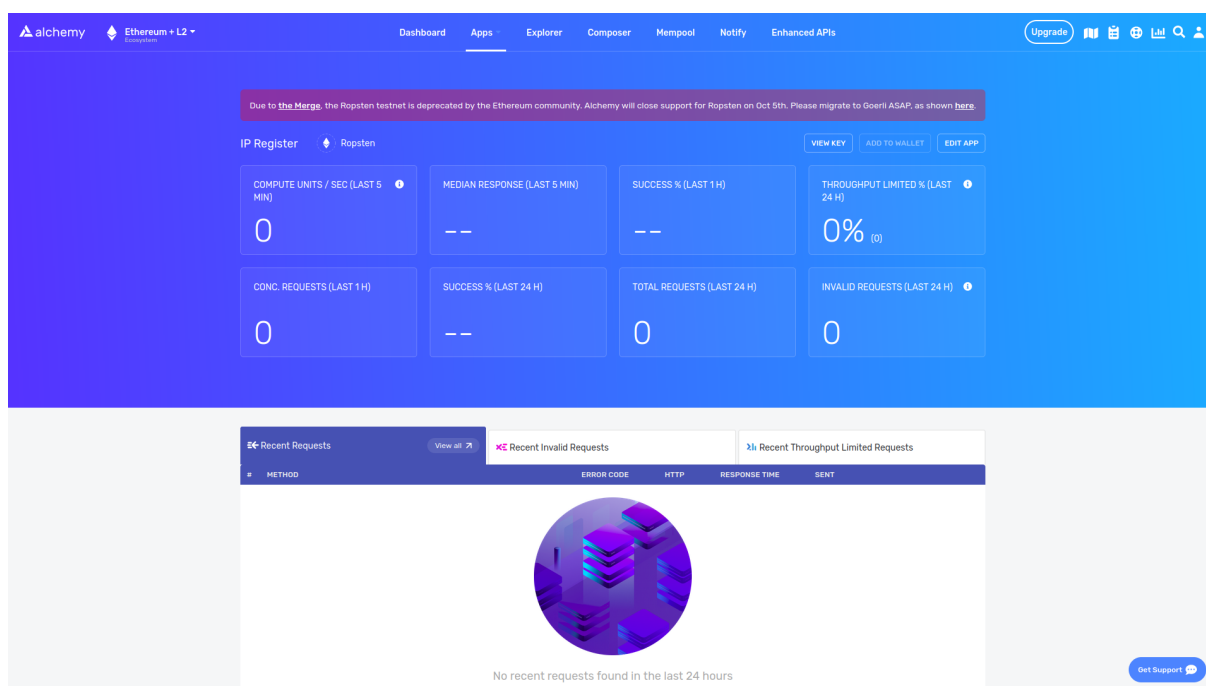 alchemy
Ethereum + L2
Ecosystem
Dashboard Apps Explorer Composer Mempool Notify Enhanced APIs
Upgrade
Due to the Merge, the Ropsten testnet is deprecated by the Ethereum community. Alchemy will close support for Ropsten on Oct 5th. Please migrate to Goerli ASAP, as shown here.
IP Register Ropsten
VIEW KEY ADD TO WALLET EDIT APP
COMPUTE UNITS / SEC (LAST 5
MIN)
0
MEDIAN RESPONSE (LAST 5 MIN)
--
SUCCESS % (LAST 1 H)
--
THROUGHPUT LIMITED % (LAST
24 H)
0% (0)
CONC. REQUESTS (LAST 1 H)
0
SUCCESS % (LAST 24 H)
--
TOTAL REQUESTS (LAST 24 H)
0
INVALID REQUESTS (LAST 24 H)
0
Recent Requests View all
Recent Invalid Requests
Recent Throughput Limited Requests
# METHOD ERROR CODE HTTP RESPONSE TIME SENT
No recent requests found in the last 24 hours
Get Support